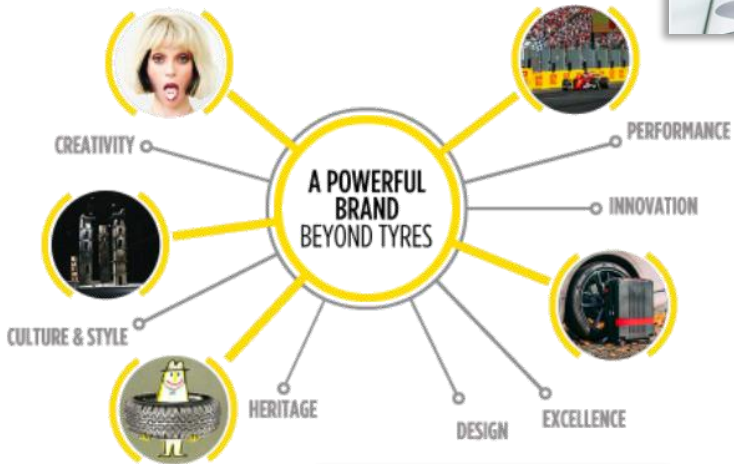 CREATIVITY
PERFORMANCE
A POWERFUL
BRAND
BEYOND TYRES
INNOVATION
CULTURE & STYLE
HERITAGE
DESIGN
EXCELLENCE